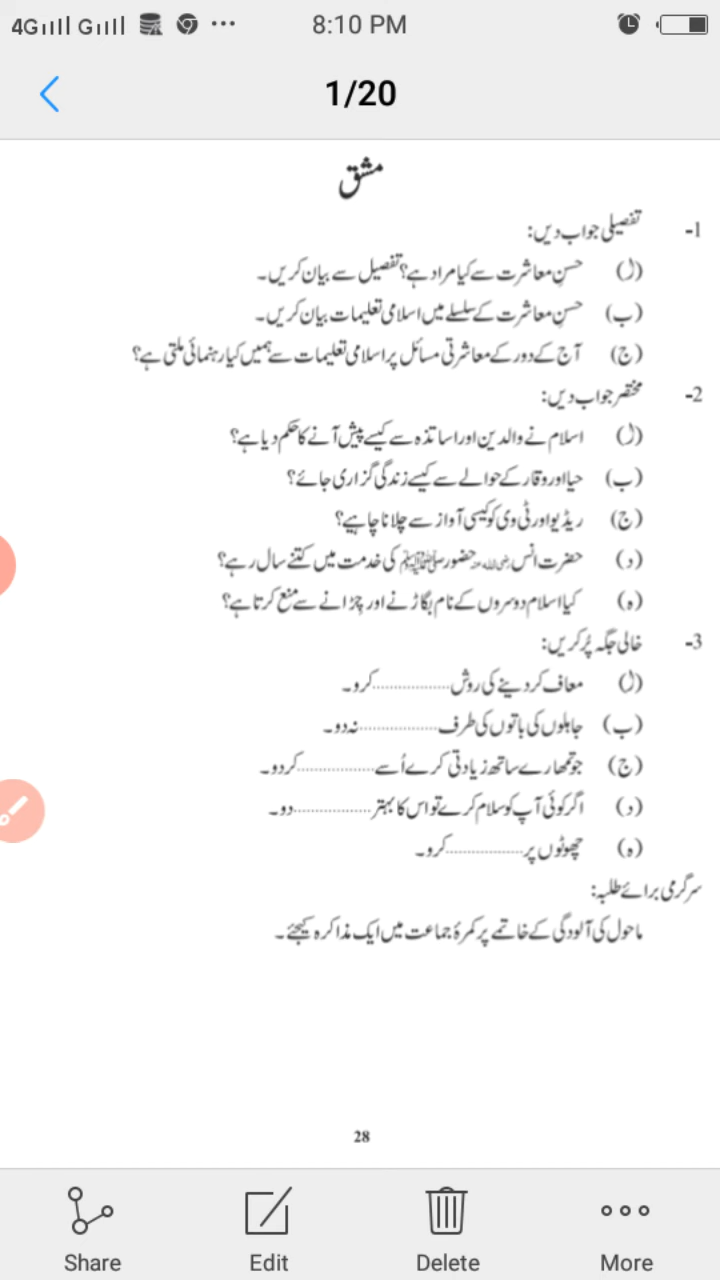 4G G ... 8:10 PM
1/20
مشق
1- تفصیلی جواب دیں:
(ا) حسنِ معاشرت سے کیا مراد ہے؟ تفصیل سے بیان کریں۔
(ب) حسنِ معاشرت کے سلسلے میں اسلامی تعلیمات بیان کریں۔
(ج) آج کے دور کے معاشرتی مسائل پر اسلامی تعلیمات سے ہمیں کیا رہنمائی ملتی ہے؟
2- مختصر جواب دیں:
(ا) اسلام نے والدین اور اساتذہ سے کیسے پیش آنے کا حکم دیا ہے؟
(ب) حیا اور وقار کے حوالے سے کیسے زندگی گزاری جائے؟
(ج) ریڈیو اور ٹی وی کو کیسی آواز سے چلانا چاہیے؟
(د) حضرت انس رضی اللہ عنہ حضور ﷺ کی خدمت میں کتنے سال رہے؟
(ہ) کیا اسلام دوسروں کے نام بگاڑنے اور چڑانے سے منع کرتا ہے؟
3- خالی جگہ پُر کریں:
(ا) معاف کر دینے کی روش ................ کرو۔
(ب) جاہلوں کی باتوں کی طرف ................ نہ دو۔
(ج) جو تمھارے ساتھ زیادتی کرے اُسے ................ کر دو۔
(د) اگر کوئی آپ کو سلام کرے تو اس کا بہتر ................ دو۔
(ہ) چھوٹوں پر ................ کرو۔
سرگرمی برائے طلبہ:
ماحول کی آلودگی کے خاتمے پر کمرۂ جماعت میں ایک مذاکرہ کیجئے۔
28
Share Edit Delete More